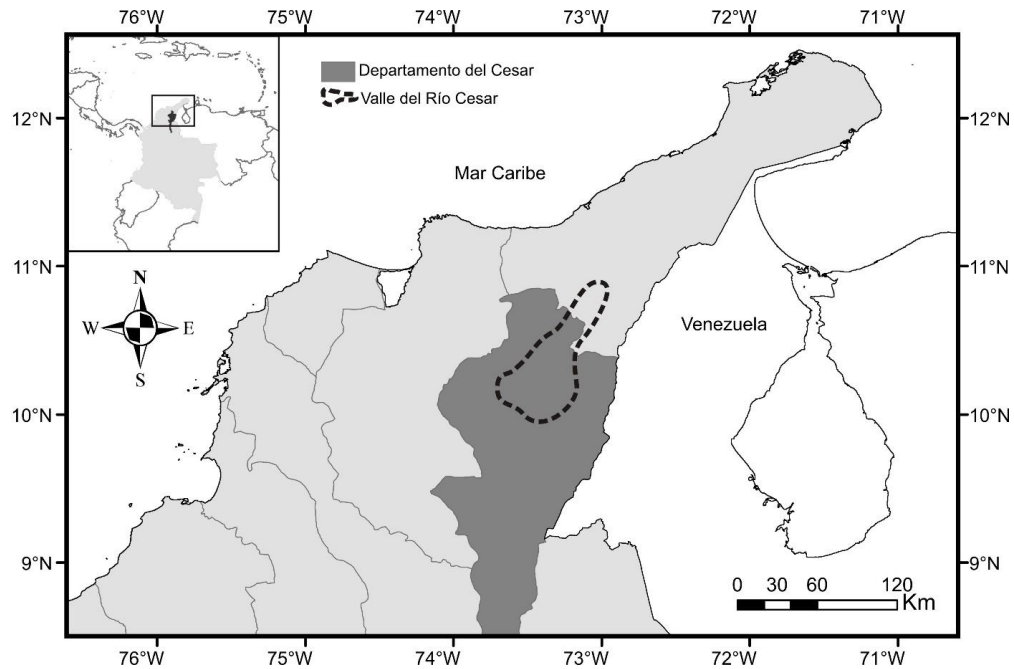 76°W 75°W 74°W 73°W 72°W 71°W
Departamento del Cesar
Valle del Río Cesar
12°N 12°N
Mar Caribe
11°N 11°N
N
W E
S
Venezuela
10°N 10°N
9°N 9°N
0 30 60 120
Km
76°W 75°W 74°W 73°W 72°W 71°W